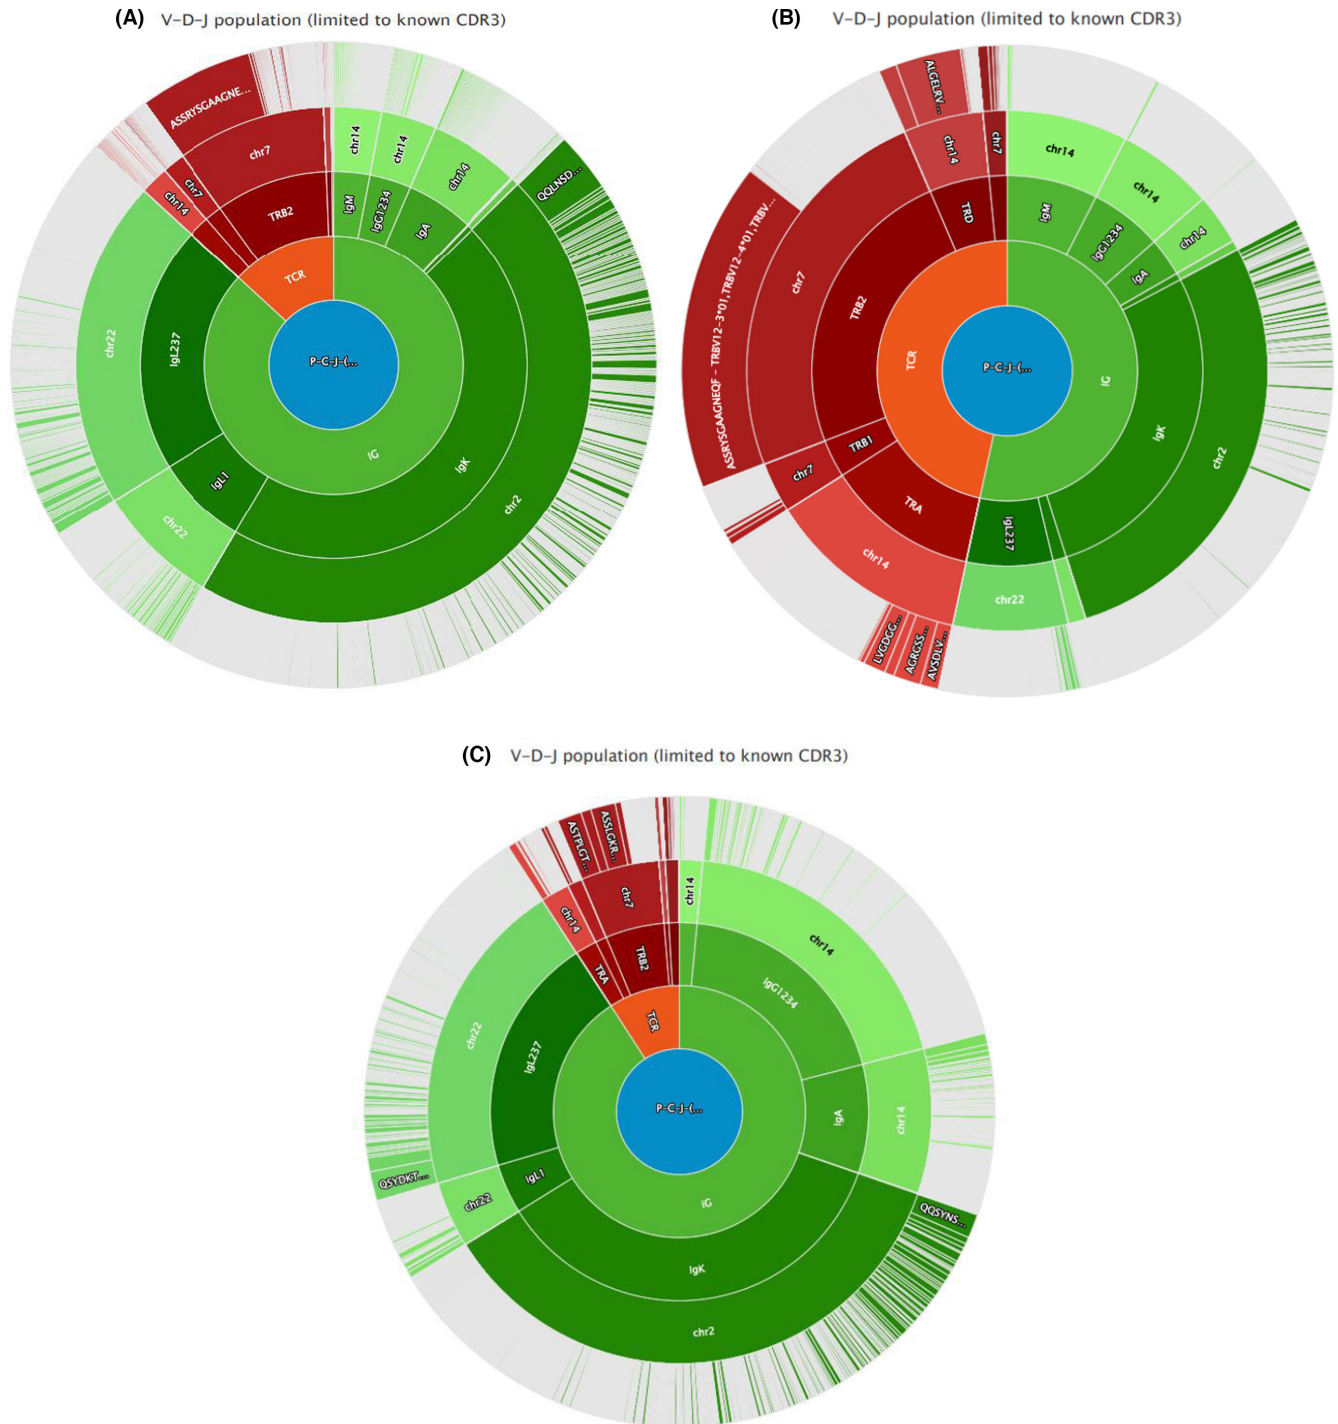 (A) V-D-J population (limited to known CDR3)
ASSRYSGAAGNE...
chr7
chr7
chr14
TRB2
TCR
chr14
chr14
chr14
IgM
IgG1234
IgA
QQLNSD...
P-C-J-(...
IG
IgK
chr2
IgL237
chr22
IgL1
chr22
(B) V-D-J population (limited to known CDR3)
ALGELRV...
chr14
chr7
TRD
chr14
chr14
chr14
IgM
IgG1234
IgA
ASSRYSGAAGNEQF - TRBV12-3*01,TRBV12-4*01,TRBV...
chr7
TRB2
TCR
P-C-J-(...
IG
IgK
chr2
TRB1
chr7
TRA
chr14
IgL237
chr22
LVGDGG...
AGRGSS...
AVSDLV...
(C) V-D-J population (limited to known CDR3)
ASTPLGT...
ASSLGKR...
chr7
chr14
TRA
TRB2
TCR
chr14
chr14
IgG1234
IgA
chr14
P-C-J-(...
IG
IgK
chr2
QQSYNS...
IgL237
chr22
IgL1
chr22
QSYDKT...